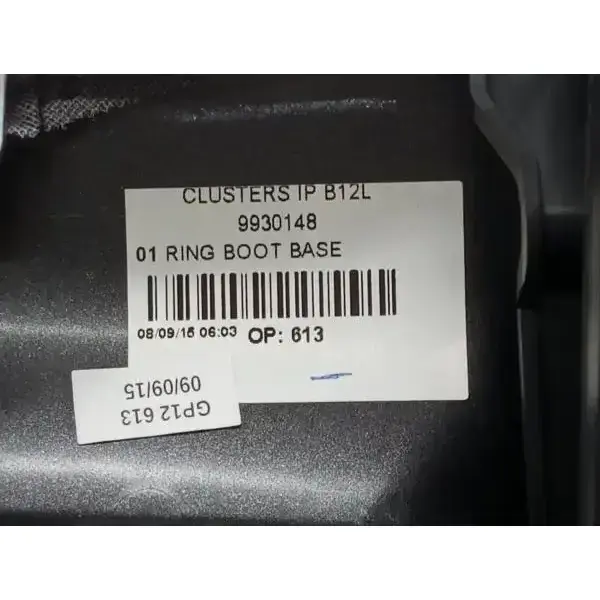 CLUSTERS IP B12L
9930148
01 RING BOOT BASE
08/09/15 06:03 OP: 613
GP12 613
09/09/15